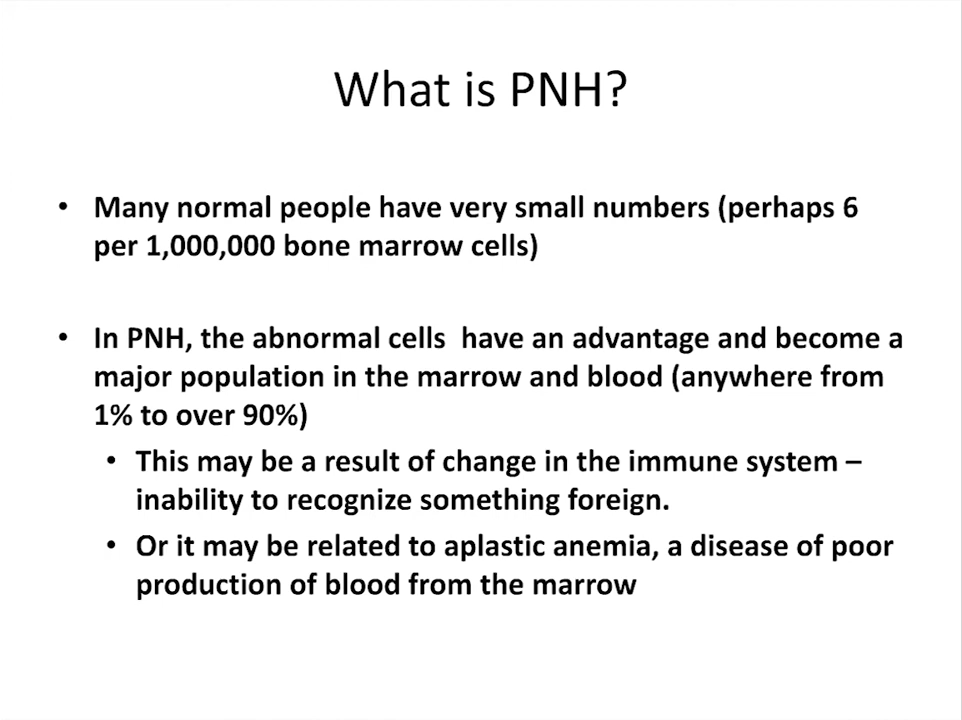 What is PNH?
• Many normal people have very small numbers (perhaps 6
per 1,000,000 bone marrow cells)
• In PNH, the abnormal cells  have an advantage and become a
major population in the marrow and blood (anywhere from
1% to over 90%)
• This may be a result of change in the immune system –
inability to recognize something foreign.
• Or it may be related to aplastic anemia, a disease of poor
production of blood from the marrow